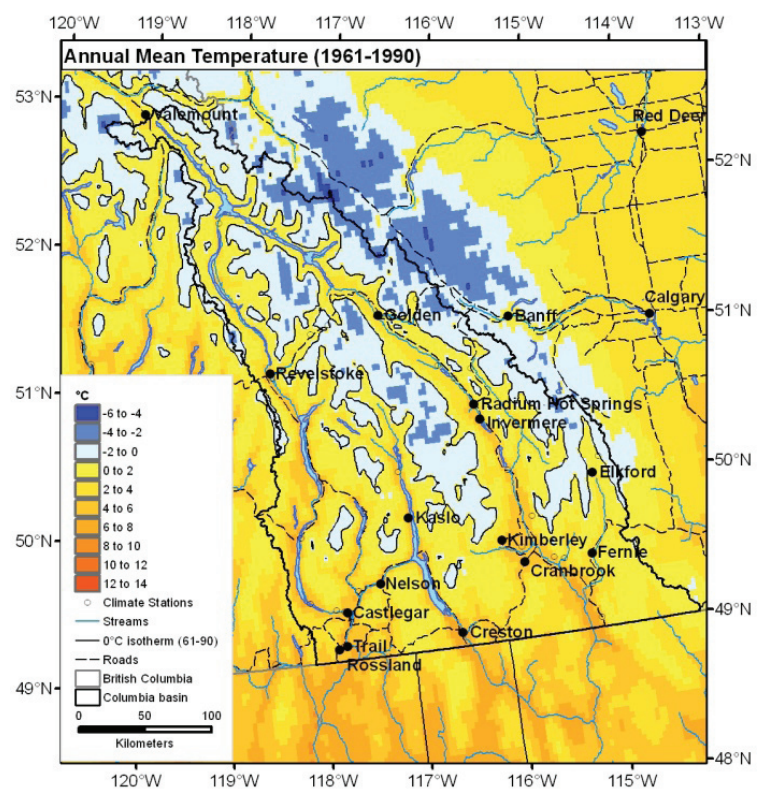 120°W 119°W 118°W 117°W 116°W 115°W 114°W 113°W
Annual Mean Temperature (1961-1990)
53°N
Valemount
Red Deer
52°N
52°N
Calgary
51°N
Golden
Banff
51°N
Revelstoke
Radium Hot Springs
Invermere
50°N
Elkford
50°N
Kaslo
Kimberley
Fernie
Cranbrook
Nelson
49°N
Castlegar
Creston
Trail
Rossland
49°N
48°N
°C
-6 to -4
-4 to -2
-2 to 0
0 to 2
2 to 4
4 to 6
6 to 8
8 to 10
10 to 12
12 to 14
Climate Stations
Streams
0°C isotherm (61-90)
Roads
British Columbia
Columbia basin
0 50 100
Kilometers
120°W 119°W 118°W 117°W 116°W 115°W